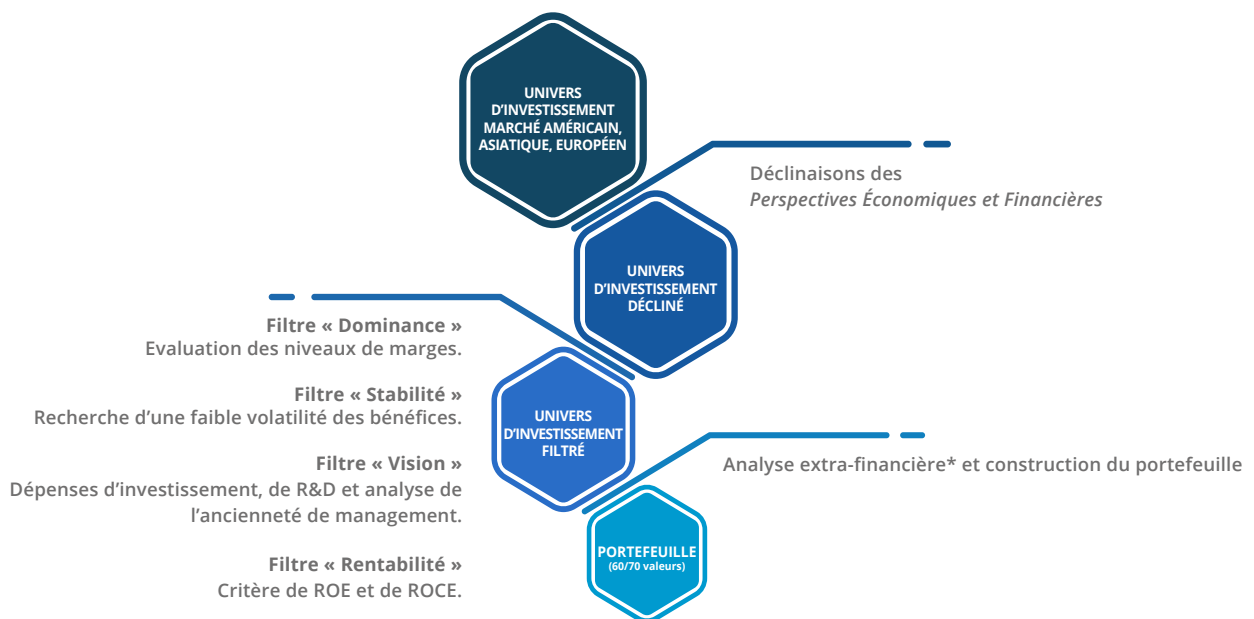 UNIVERS
D’INVESTISSEMENT
MARCHÉ AMÉRICAIN,
ASIATIQUE, EUROPÉEN
Déclinaisons des
Perspectives Économiques et Financières
UNIVERS
D’INVESTISSEMENT
DÉCLINÉ
Filtre « Dominance »
Evaluation des niveaux de marges.
Filtre « Stabilité »
Recherche d’une faible volatilité des bénéfices.
Filtre « Vision »
Dépenses d’investissement, de R&D et analyse de
l’ancienneté de management.
Filtre « Rentabilité »
Critère de ROE et de ROCE.
UNIVERS
D’INVESTISSEMENT
FILTRÉ
Analyse extra-financière* et construction du portefeuille
PORTEFEUILLE
(60/70 valeurs)